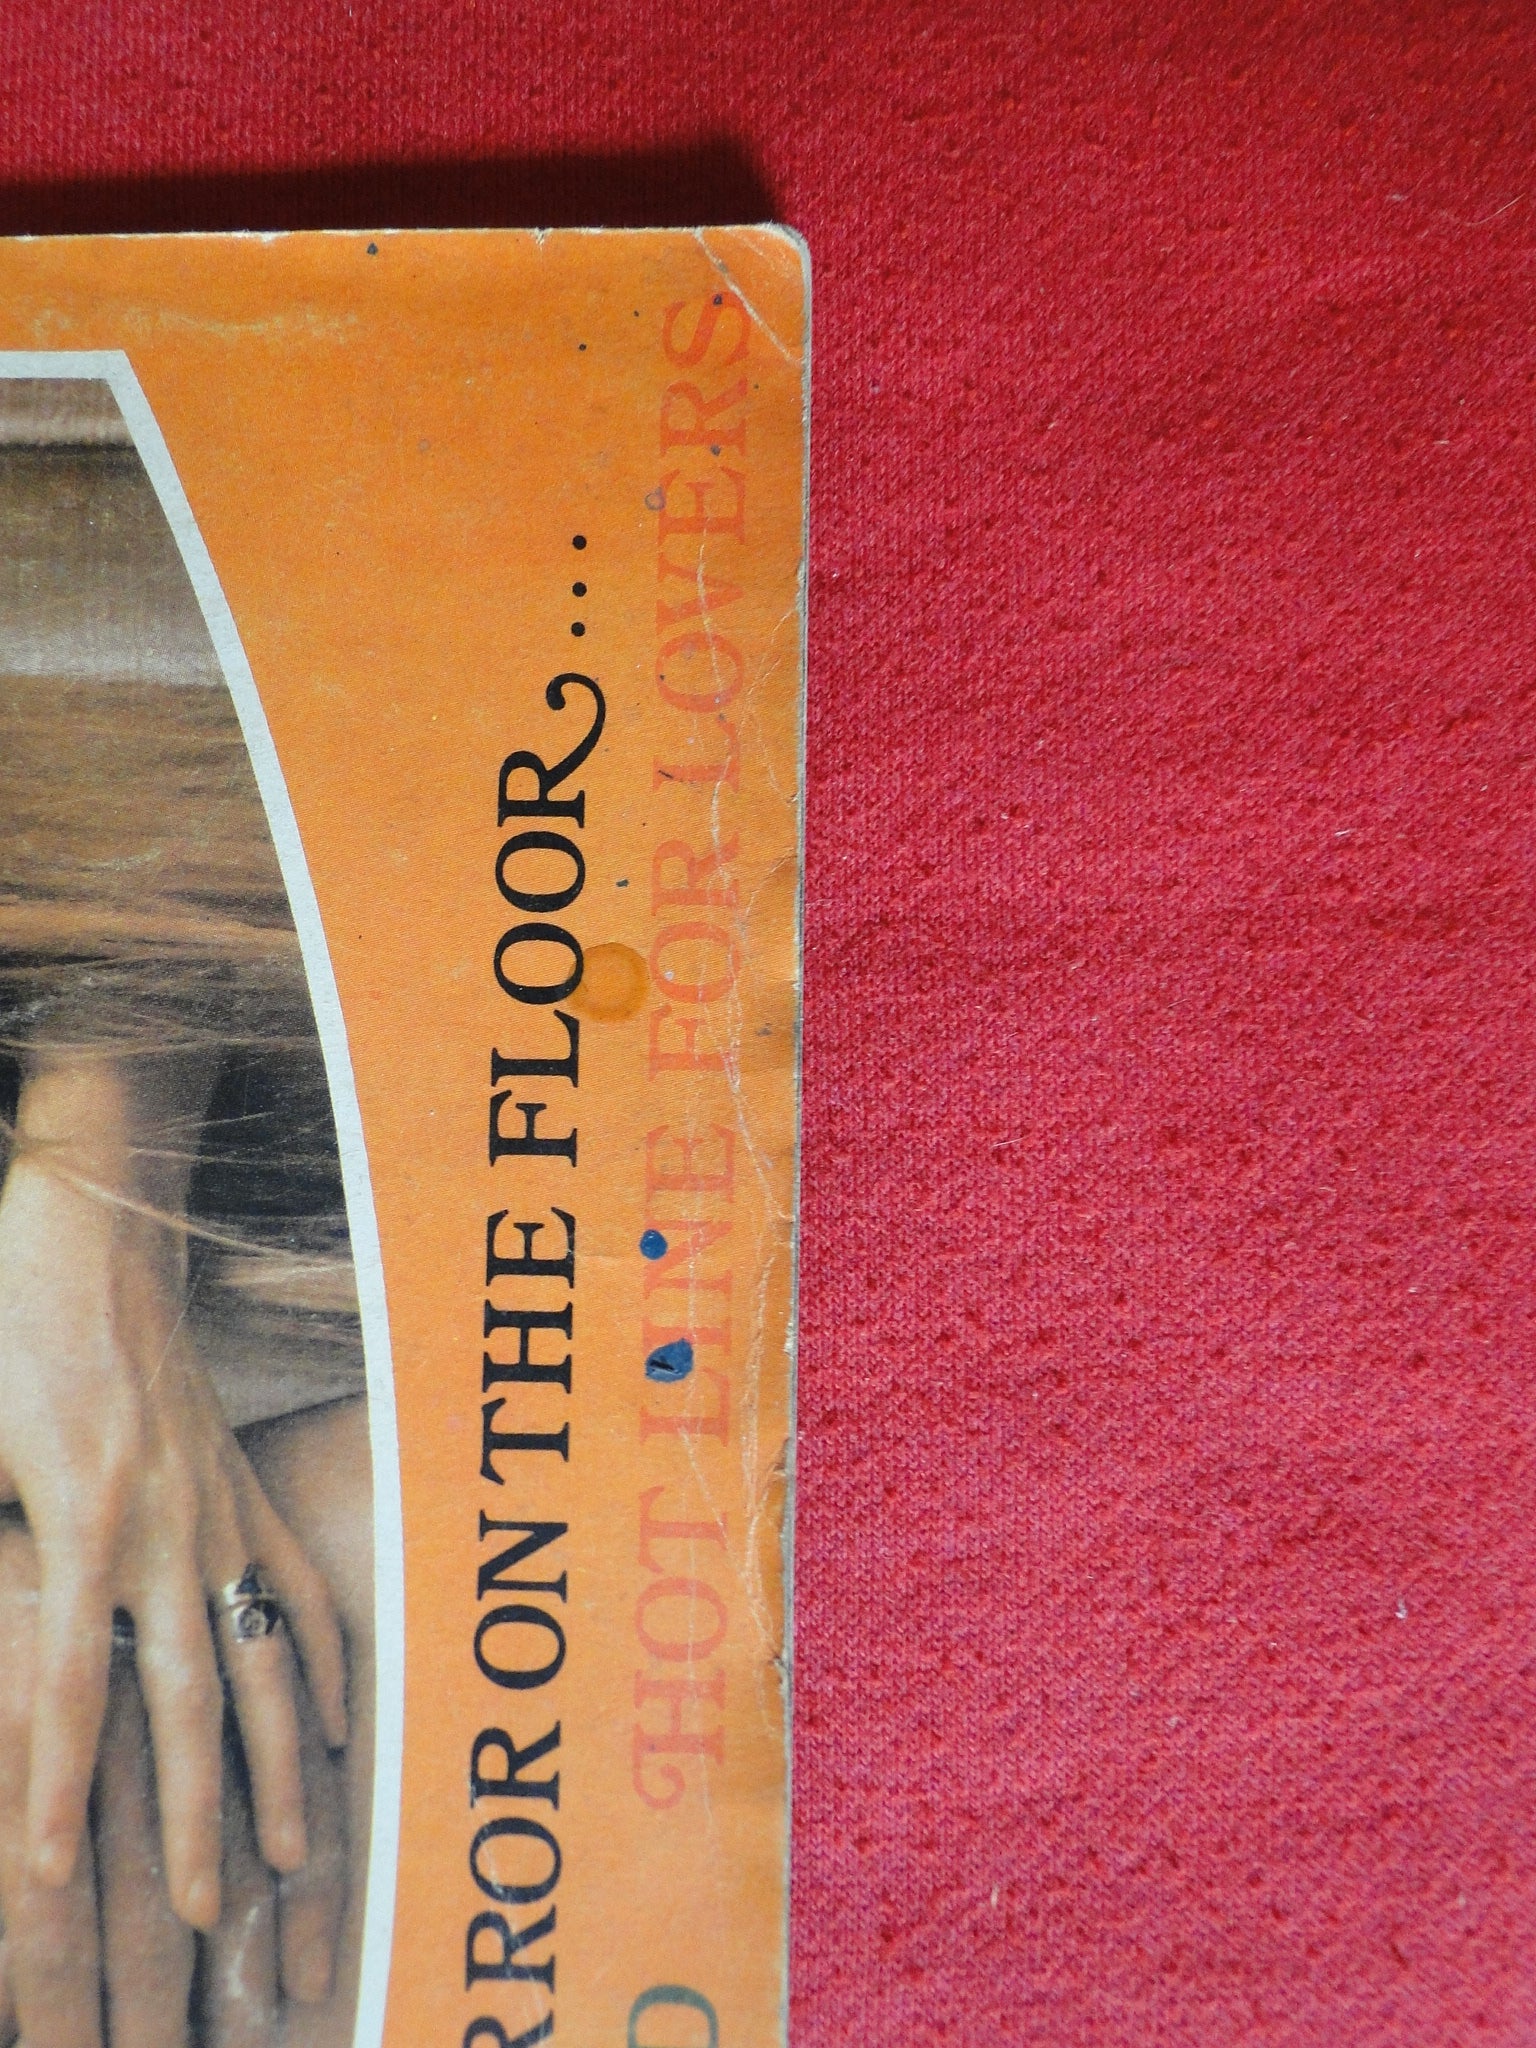 RROR ON THE FLOOR....
HOT LINE FOR LOVERS
D